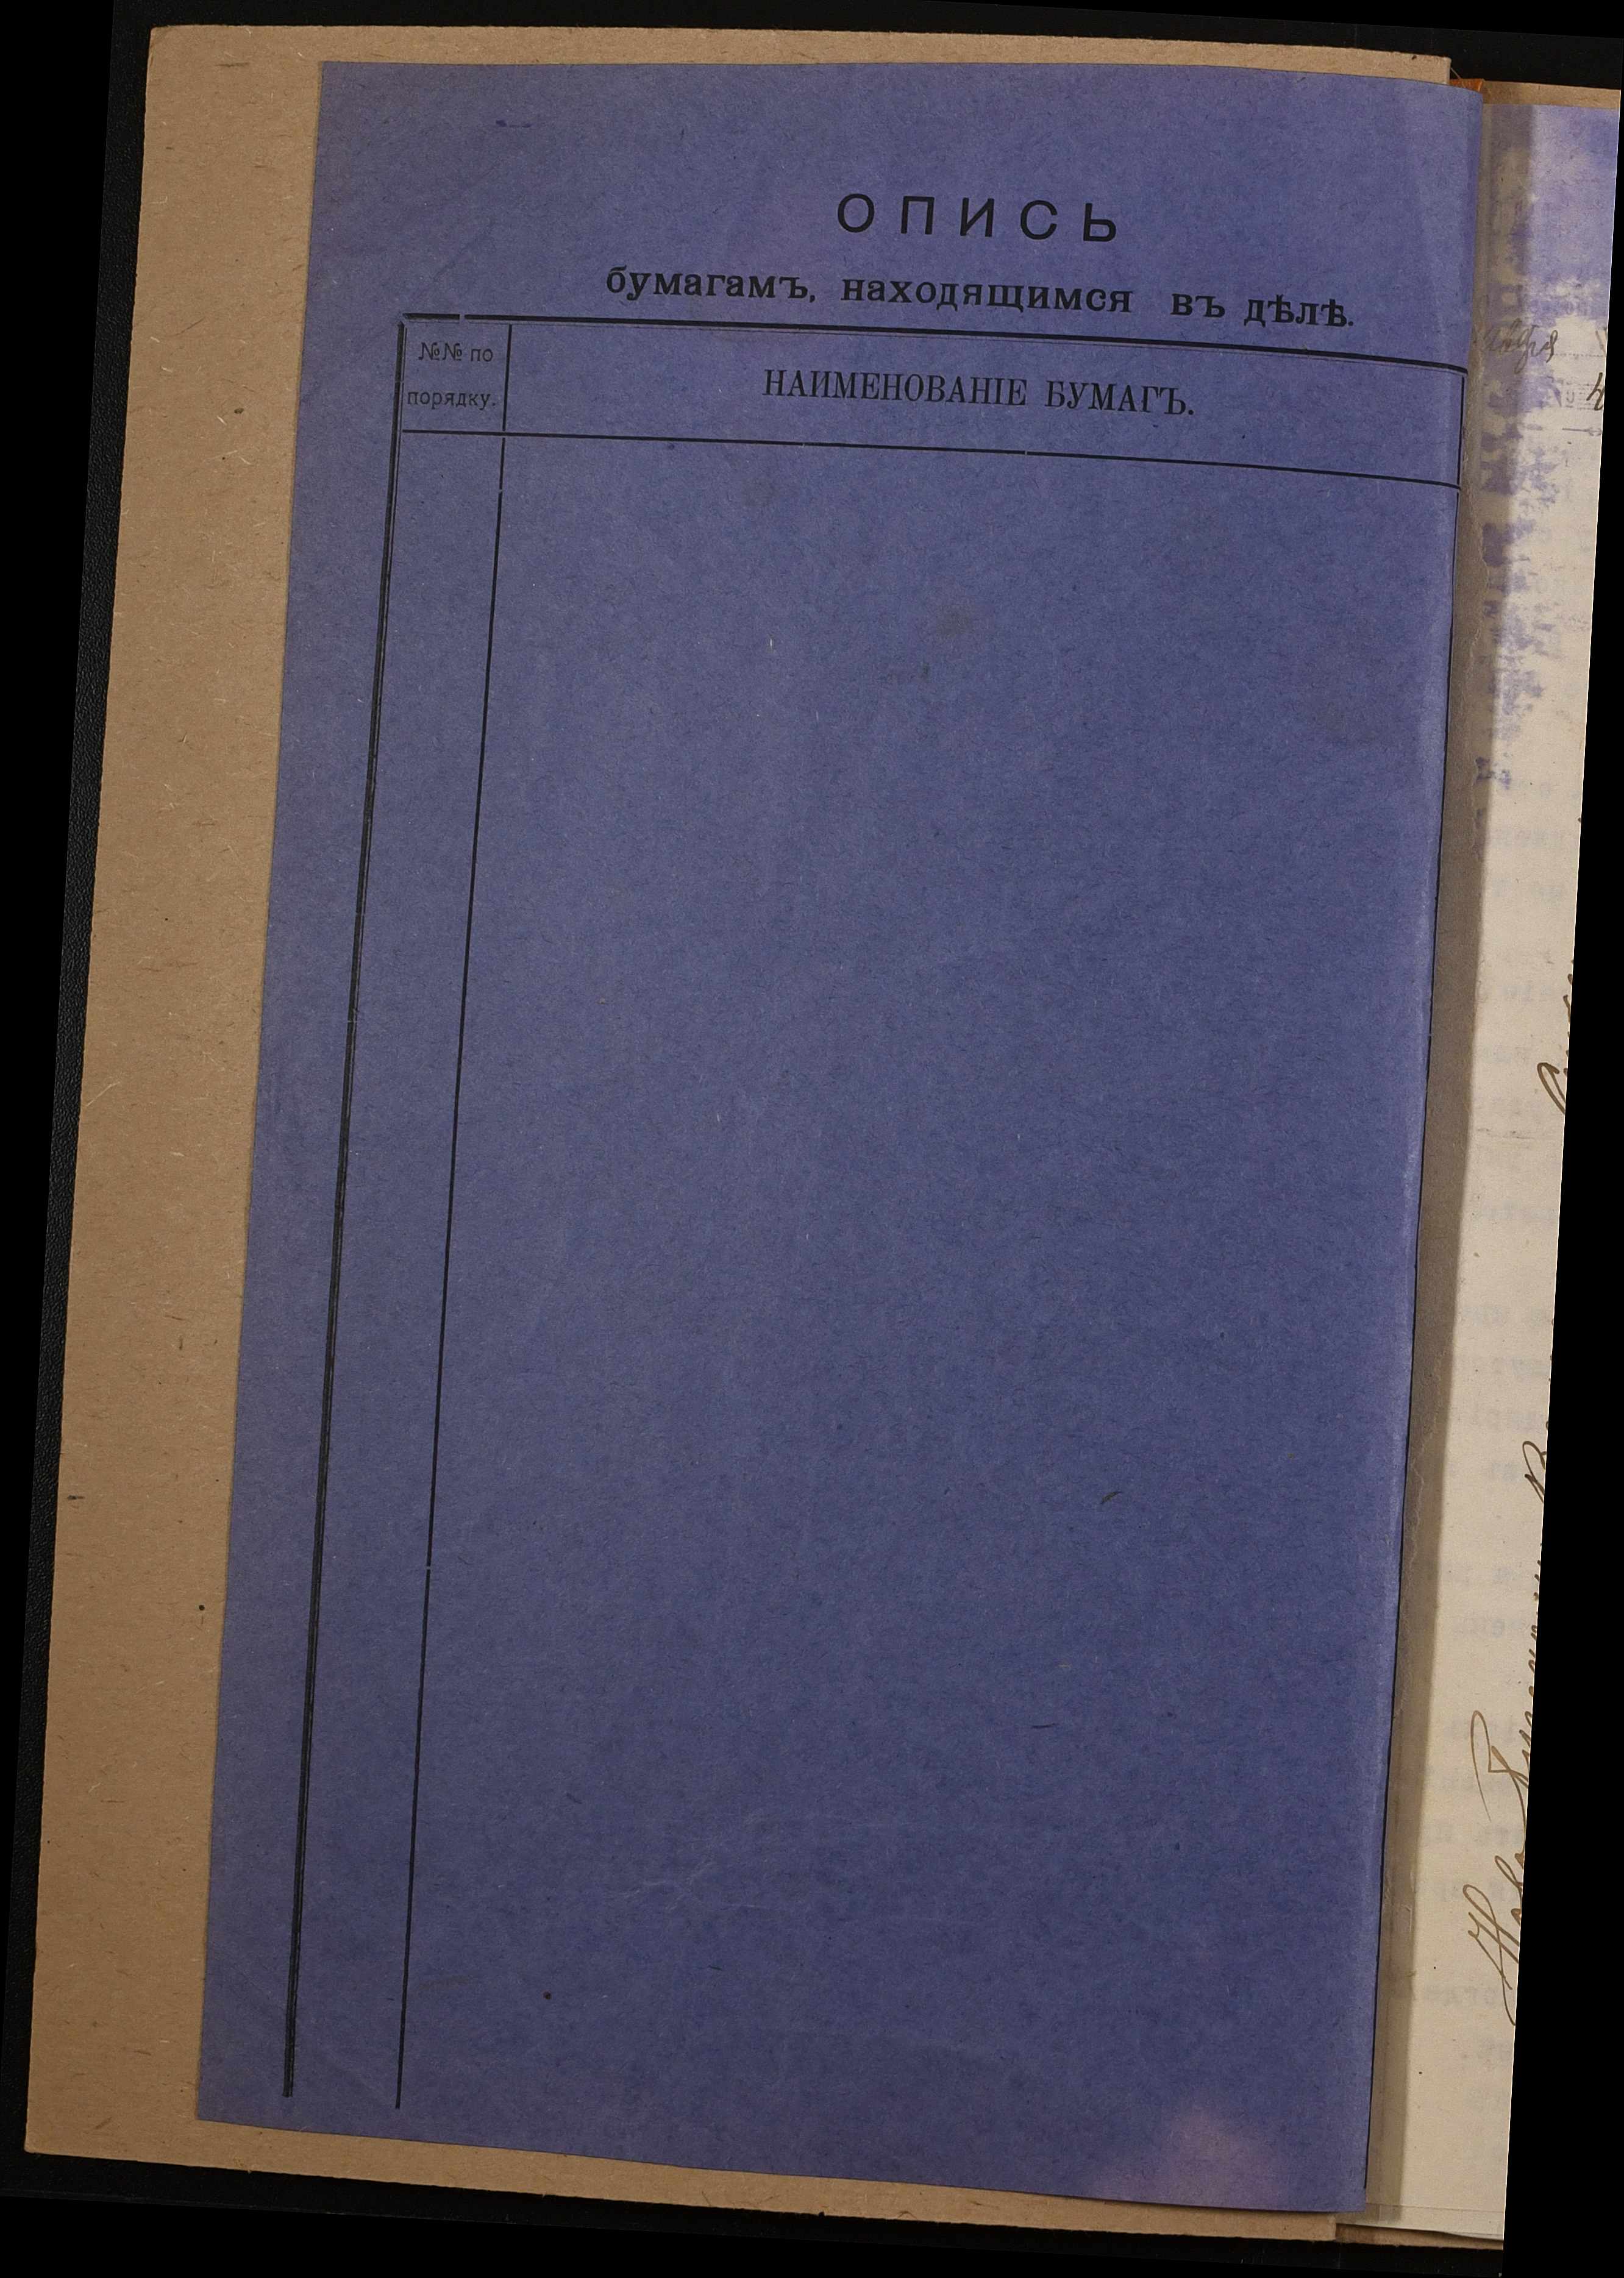 ОПИСЬ
бумагамъ, находящимся въ дѣлѣ.
№№ по
порядку.
НАИМЕНОВАНІЕ БУМАГЪ.